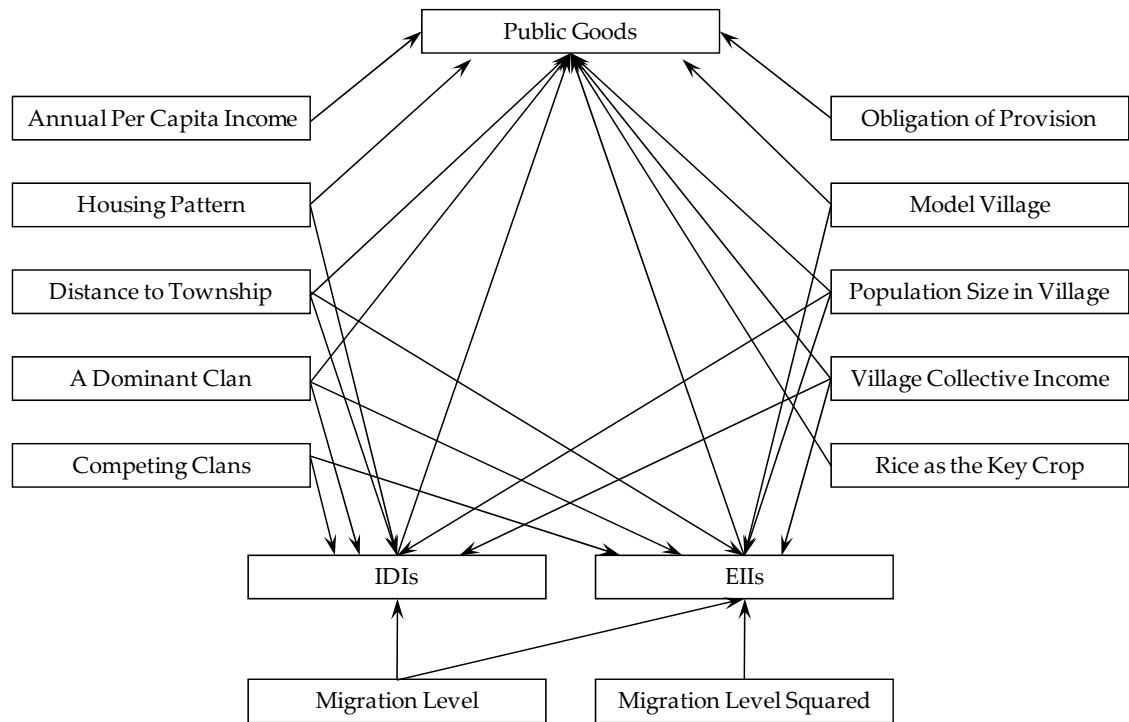 Public Goods
Annual Per Capita Income
Obligation of Provision
Housing Pattern
Model Village
Distance to Township
Population Size in Village
A Dominant Clan
Village Collective Income
Competing Clans
Rice as the Key Crop
IDIs
EIIs
Migration Level
Migration Level Squared